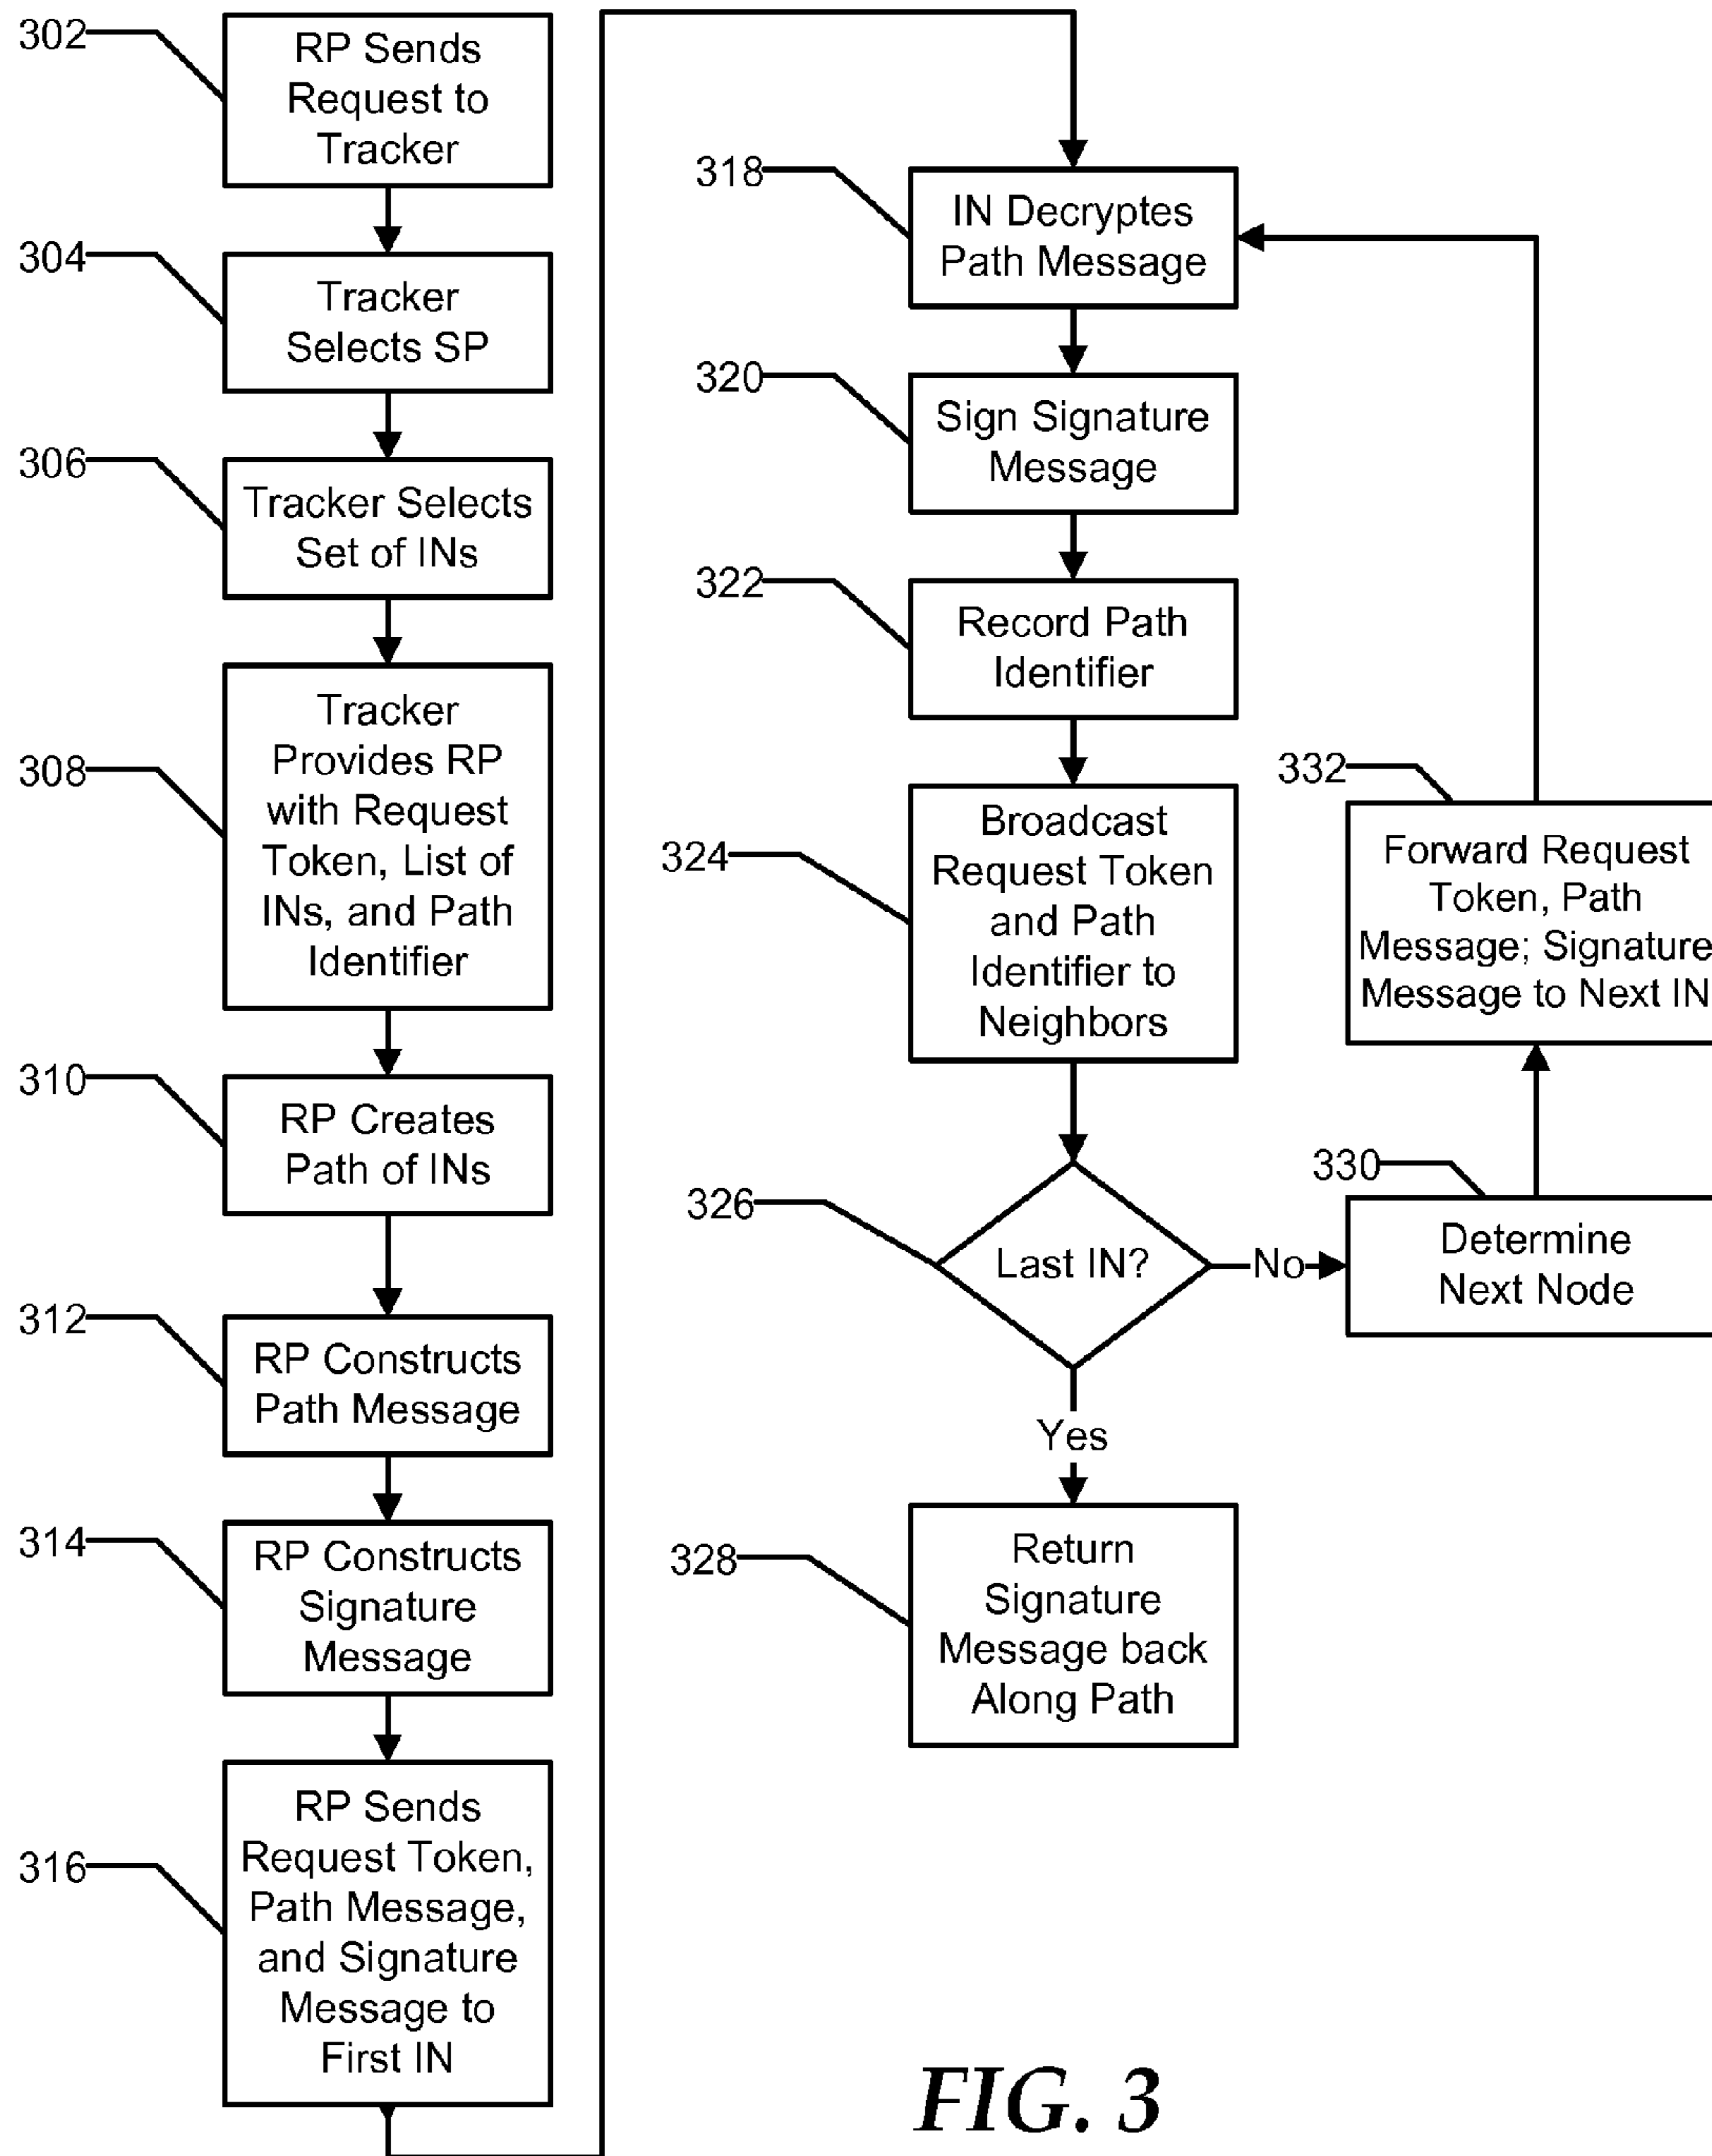 302
RP Sends
Request to
Tracker
304
Tracker
Selects SP
306
Tracker Selects
Set of INs
308
Tracker
Provides RP
with Request
Token, List of
INs, and Path
Identifier
310
RP Creates
Path of INs
312
RP Constructs
Path Message
314
RP Constructs
Signature
Message
316
RP Sends
Request Token,
Path Message,
and Signature
Message to
First IN
318
IN Decryptes
Path Message
320
Sign Signature
Message
322
Record Path
Identifier
324
Broadcast
Request Token
and Path
Identifier to
Neighbors
326
Last IN?
No
Yes
328
Return
Signature
Message back
Along Path
330
Determine
Next Node
332
Forward Request
Token, Path
Message; Signature
Message to Next IN
FIG. 3